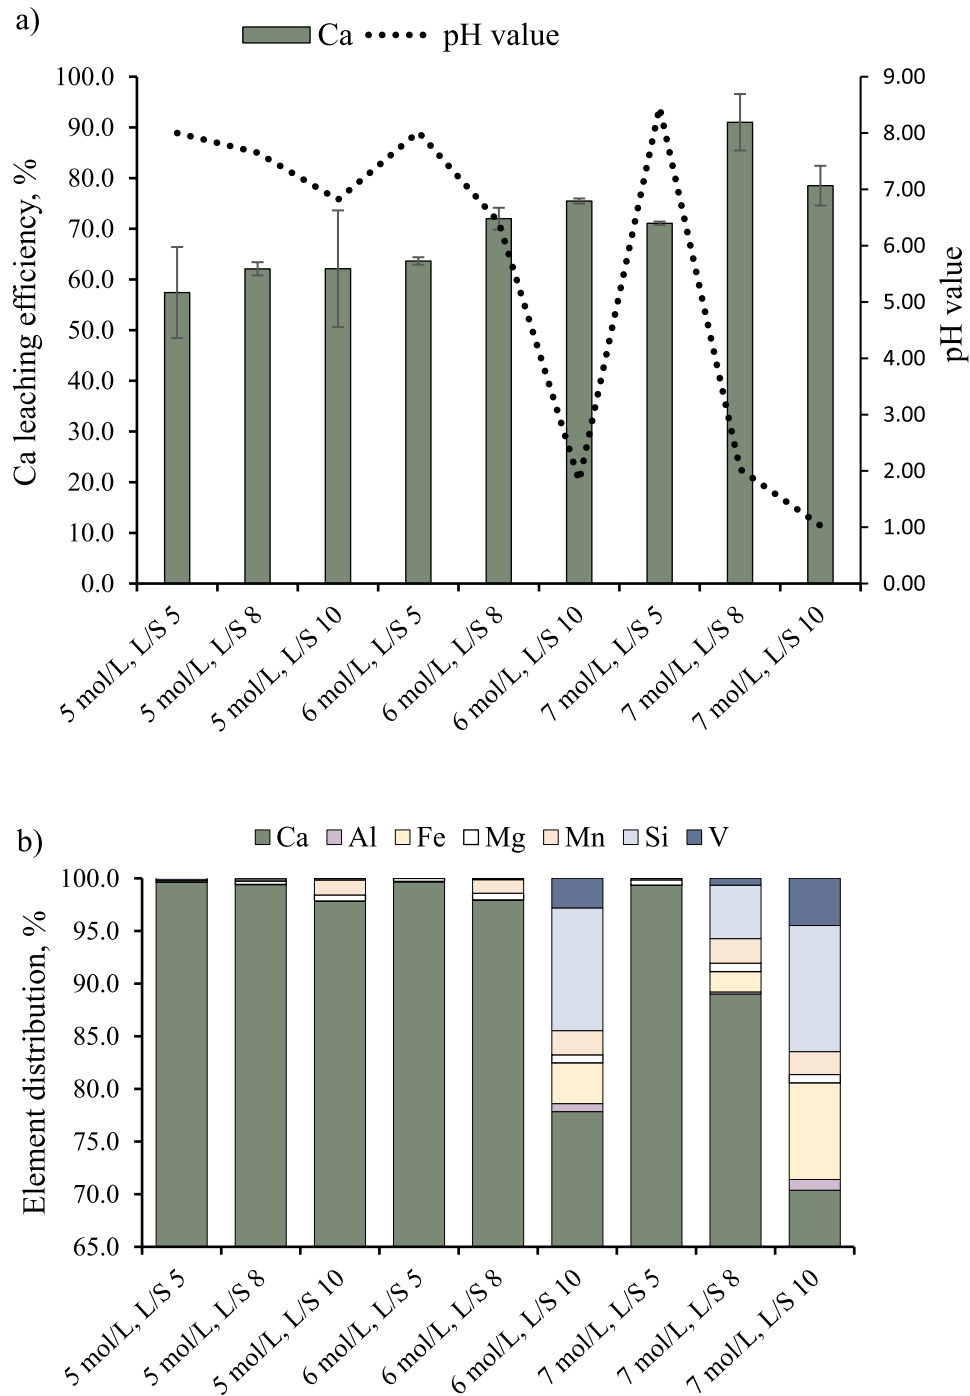 a)
Ca pH value
100.0
90.0
80.0
70.0
60.0
50.0
40.0
30.0
20.0
10.0
0.0
Ca leaching efficiency, %
9.00
8.00
7.00
6.00
5.00
4.00
3.00
2.00
1.00
0.00
pH value
5 mol/L, L/S 5
5 mol/L, L/S 8
5 mol/L, L/S 10
6 mol/L, L/S 5
6 mol/L, L/S 8
6 mol/L, L/S 10
7 mol/L, L/S 5
7 mol/L, L/S 8
7 mol/L, L/S 10
b)
Ca Al Fe Mg Mn Si V
100.0
95.0
90.0
85.0
80.0
75.0
70.0
65.0
Element distribution, %
5 mol/L, L/S 5
5 mol/L, L/S 8
5 mol/L, L/S 10
6 mol/L, L/S 5
6 mol/L, L/S 8
6 mol/L, L/S 10
7 mol/L, L/S 5
7 mol/L, L/S 8
7 mol/L, L/S 10